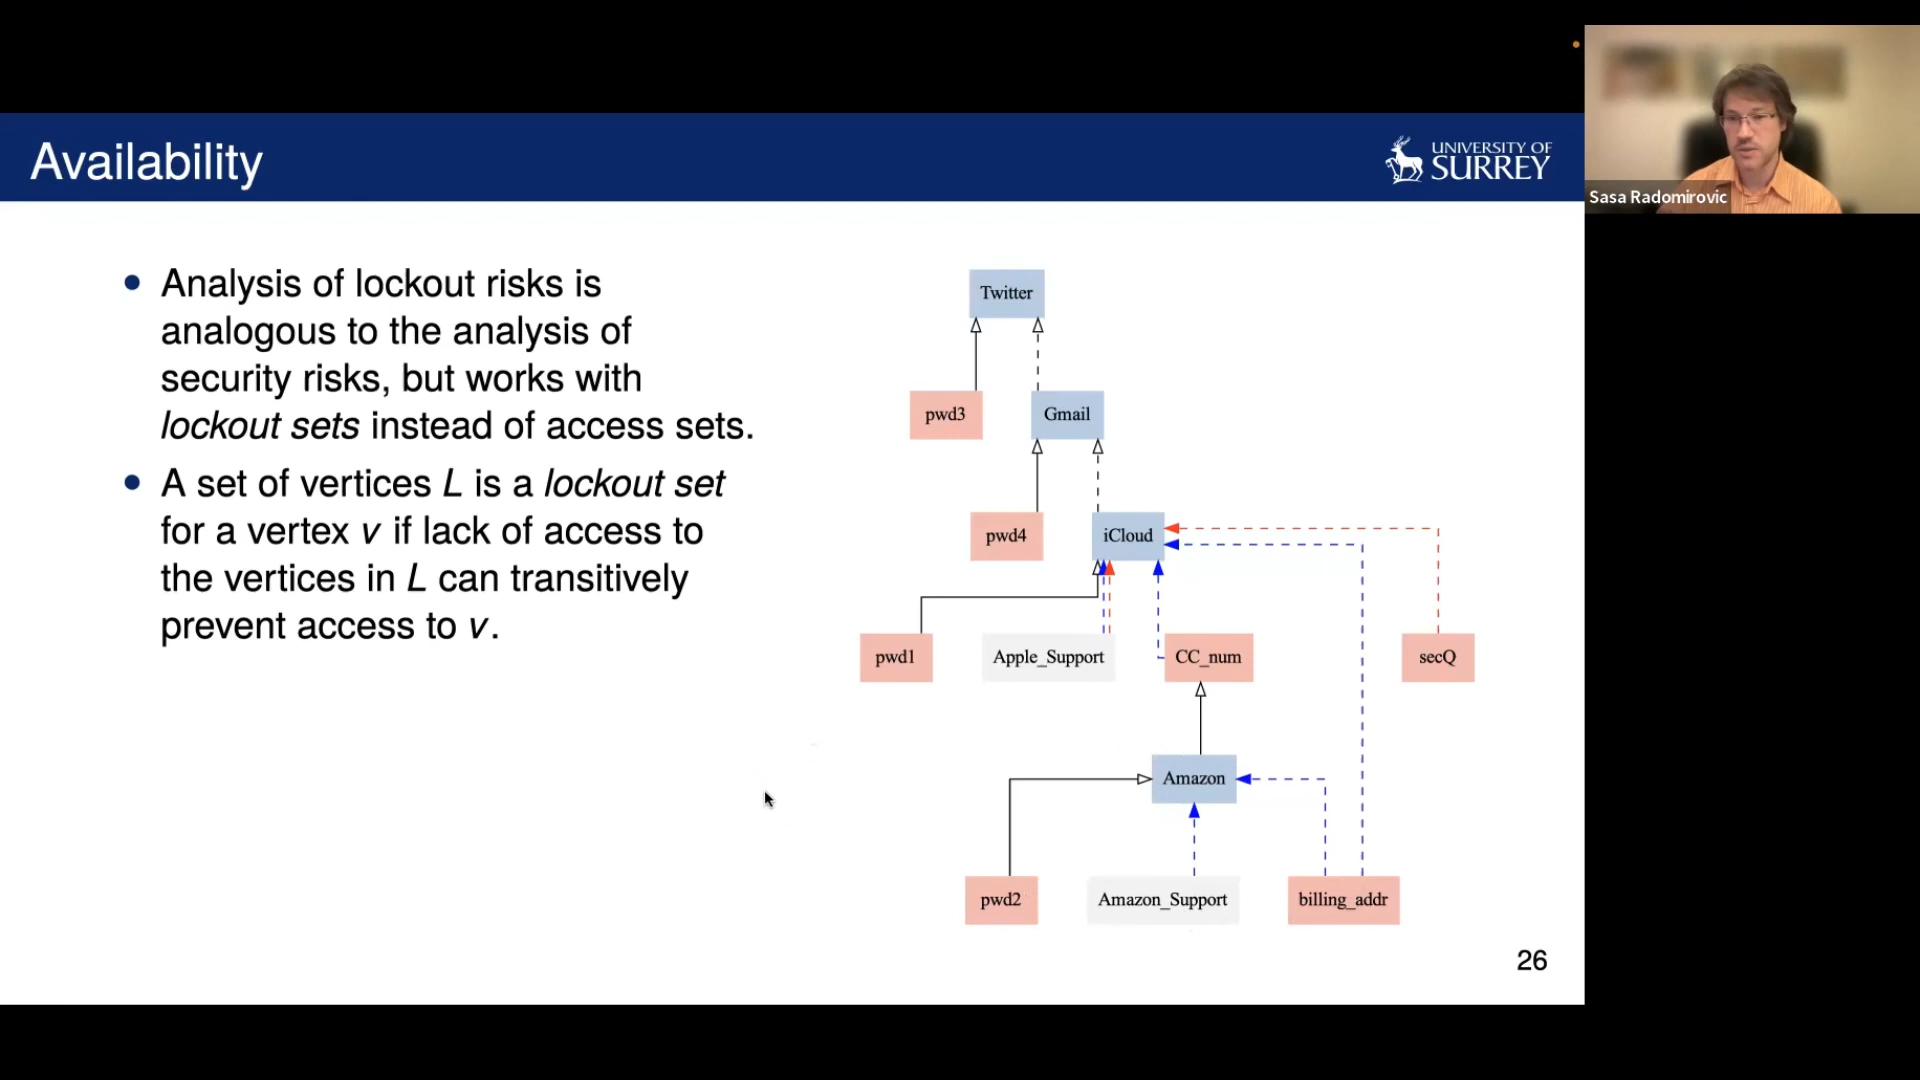 Availability
UNIVERSITY OF
SURREY
Sasa Radomirovic
• Analysis of lockout risks is
analogous to the analysis of
security risks, but works with
lockout sets instead of access sets.
• A set of vertices L is a lockout set
for a vertex v if lack of access to
the vertices in L can transitively
prevent access to v.
Twitter
pwd3
Gmail
pwd4
iCloud
pwd1
Apple_Support
CC_num
secQ
Amazon
pwd2
Amazon_Support
billing_addr
26